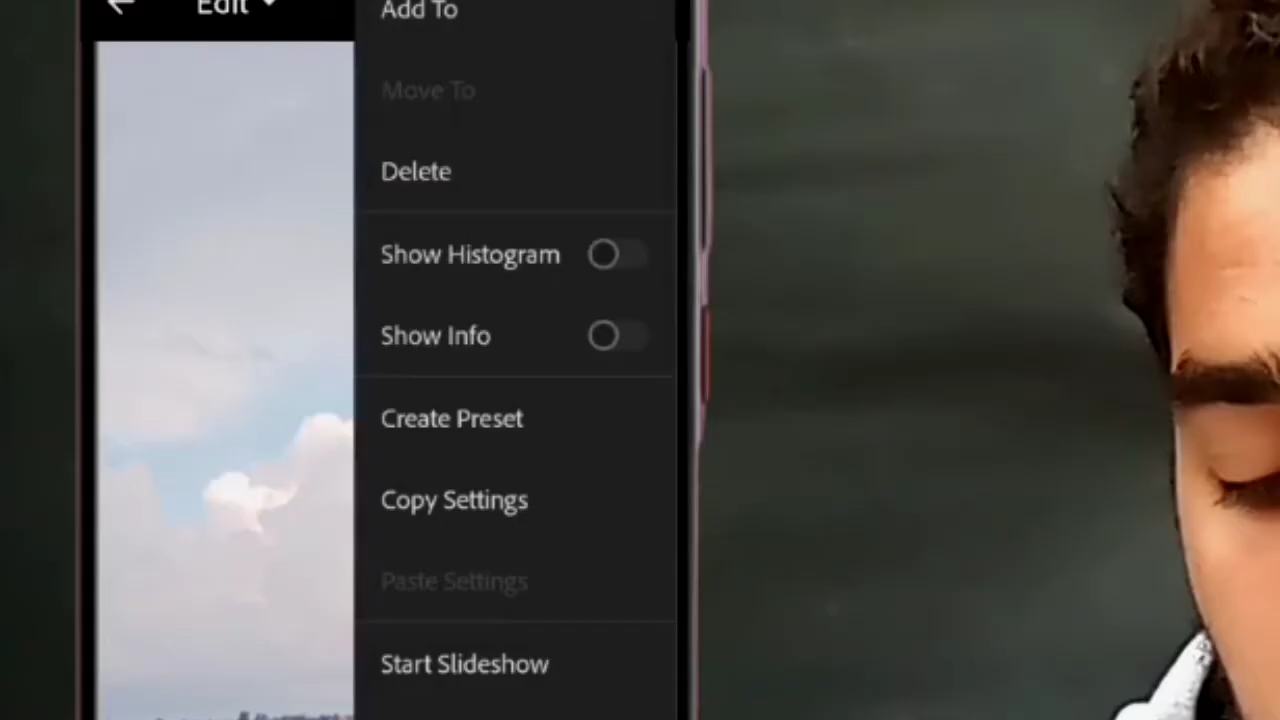 Edit
Add To
Move To
Delete
Show Histogram
Show Info
Create Preset
Copy Settings
Paste Settings
Start Slideshow